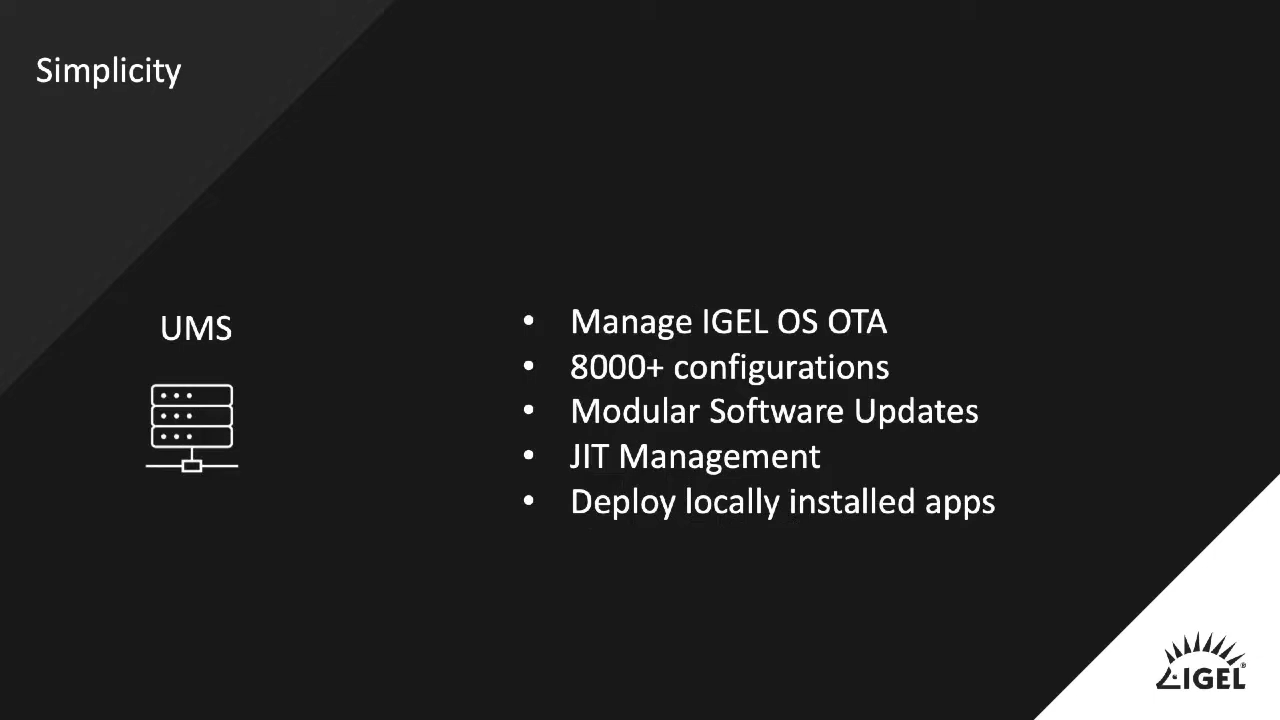 Simplicity
UMS
• Manage IGEL OS OTA
• 8000+ configurations
• Modular Software Updates
• JIT Management
• Deploy locally installed apps
IGEL®